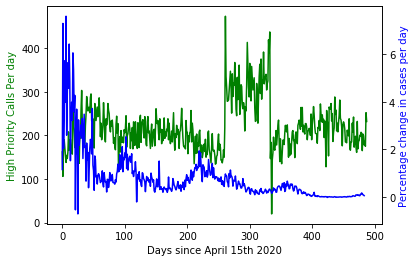 High Priority Calls Per day
400
300
200
100
0
Percentage change in cases per day
6
4
2
0
0 100 200 300 400 500
Days since April 15th 2020